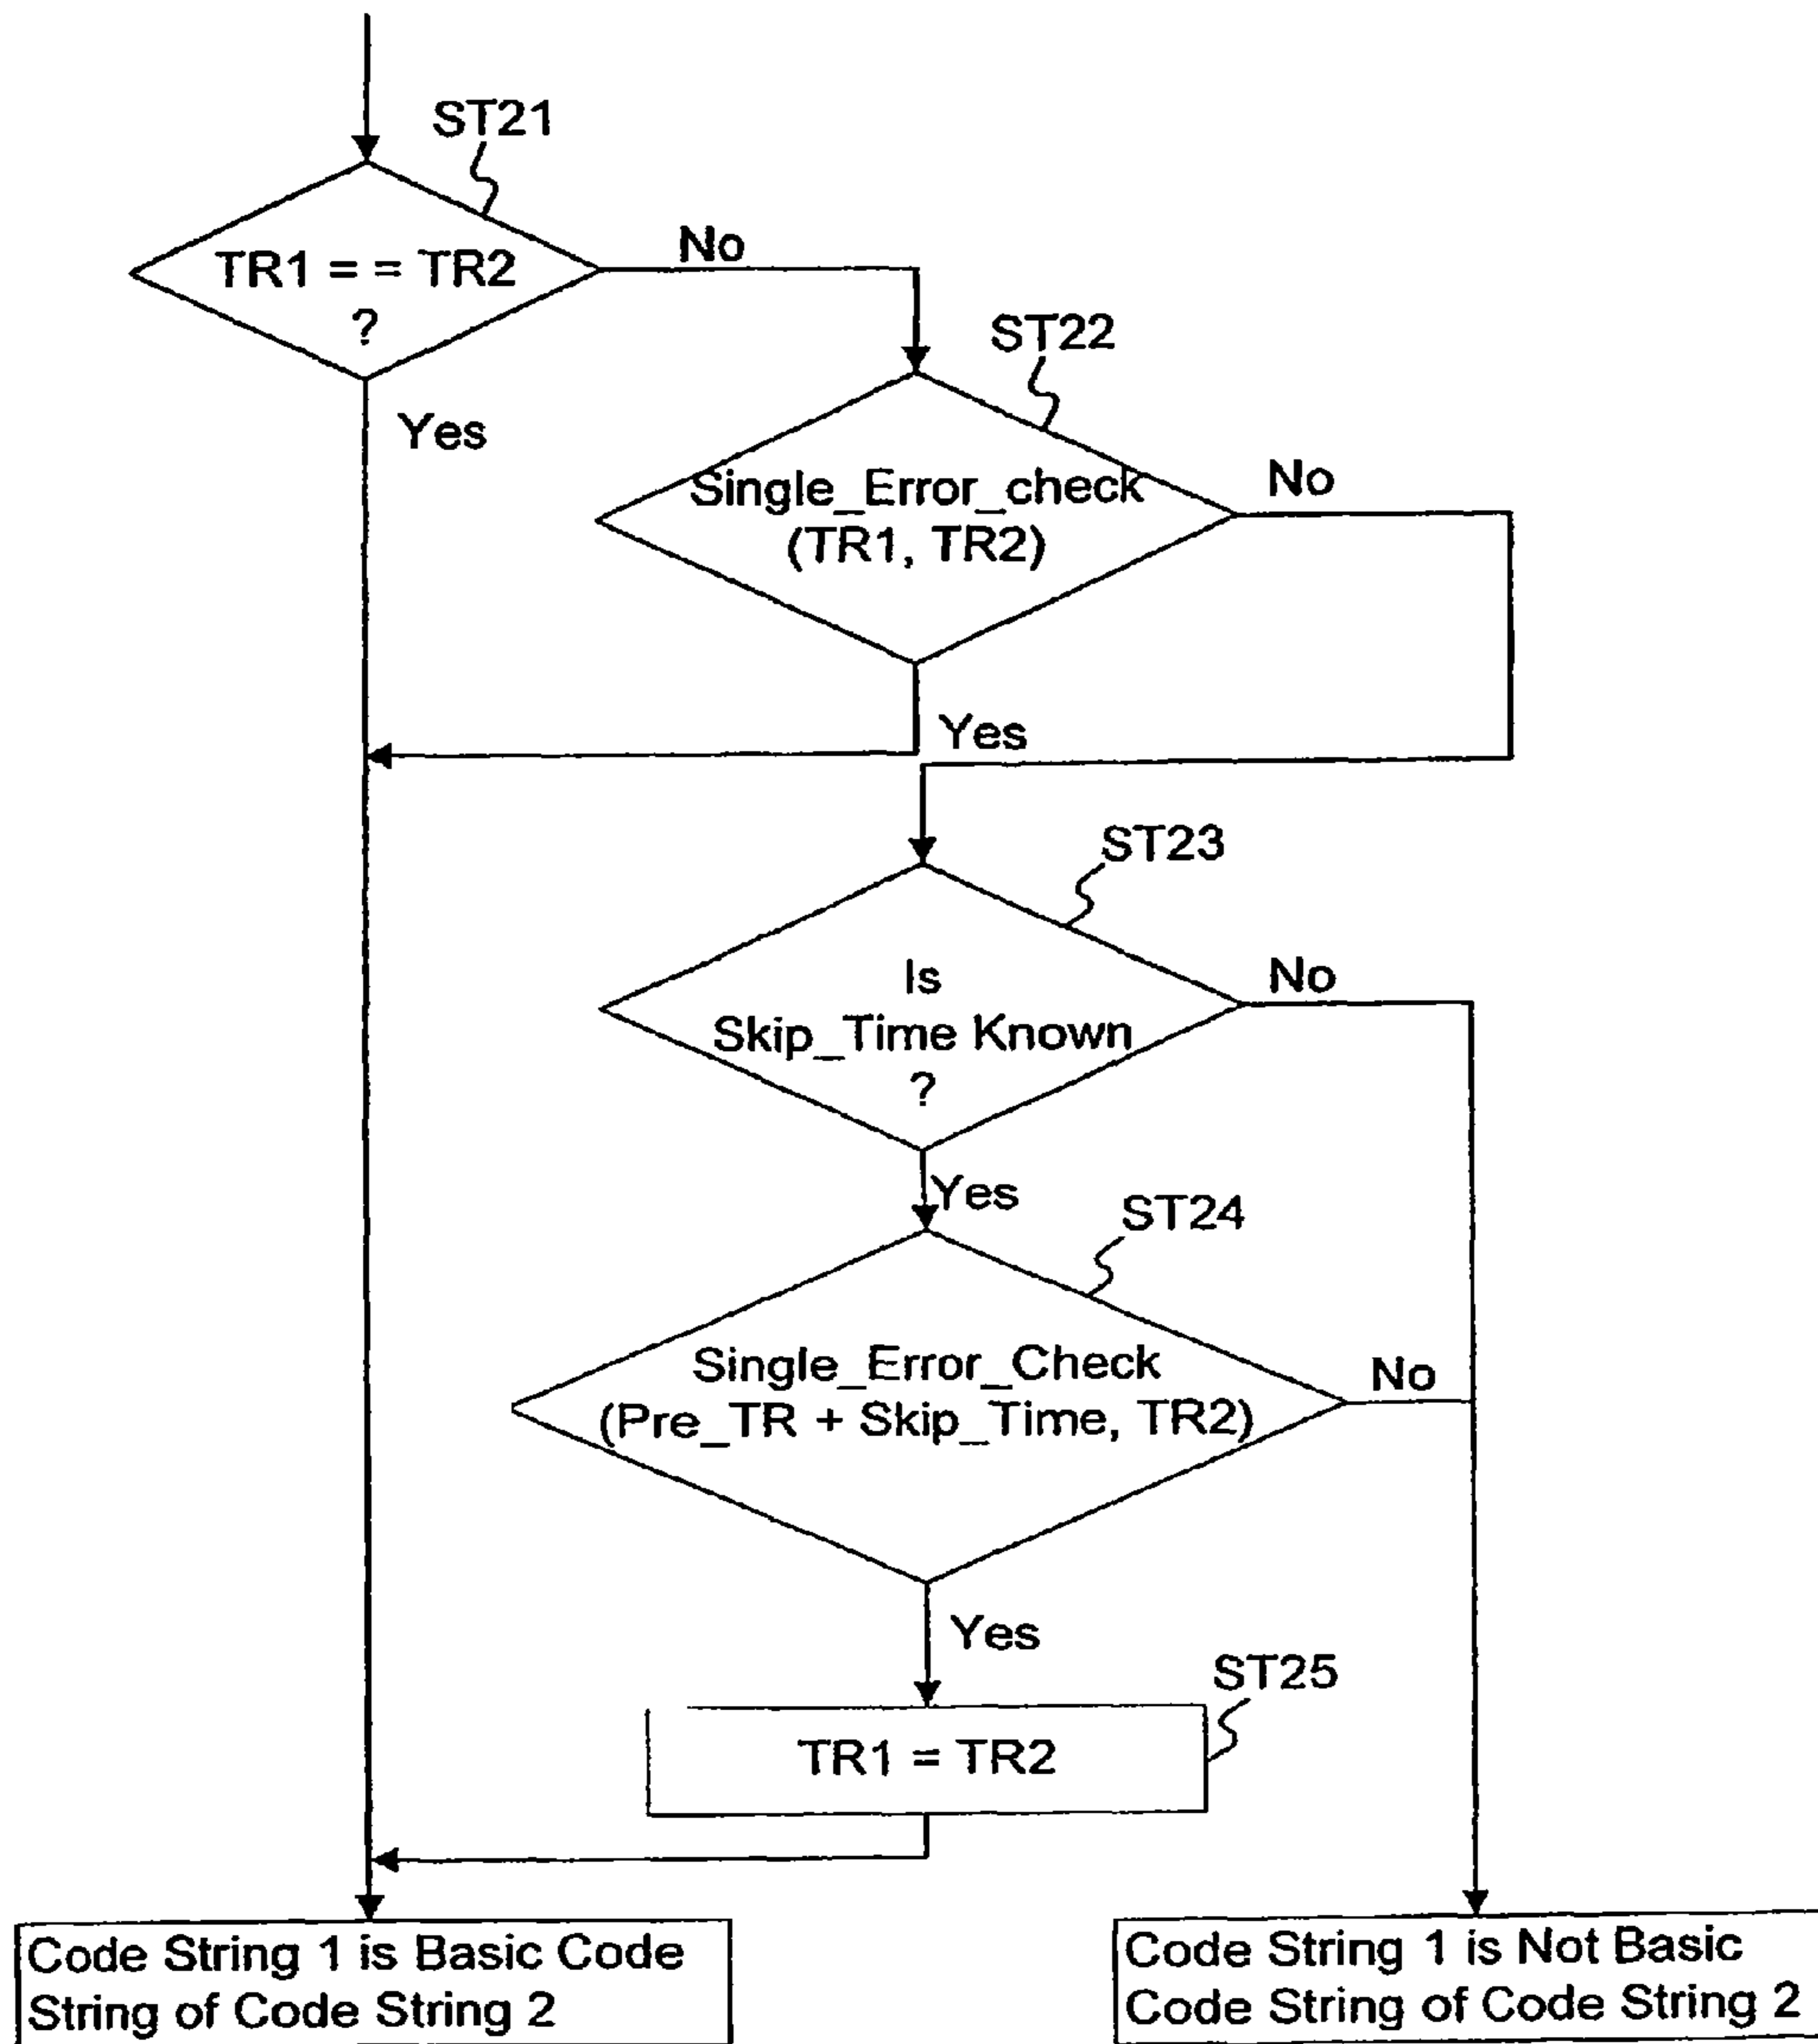 ST21
TR1 = = TR2
?
No
Yes
ST22
Single_Error_check
(TR1, TR2)
No
Yes
ST23
Is
Skip_Time Known
?
No
Yes
ST24
Single_Error_Check
(Pre_TR + Skip_Time, TR2)
No
Yes
ST25
TR1 = TR2
Code String 1 is Basic Code
String of Code String 2
Code String 1 is Not Basic
Code String of Code String 2